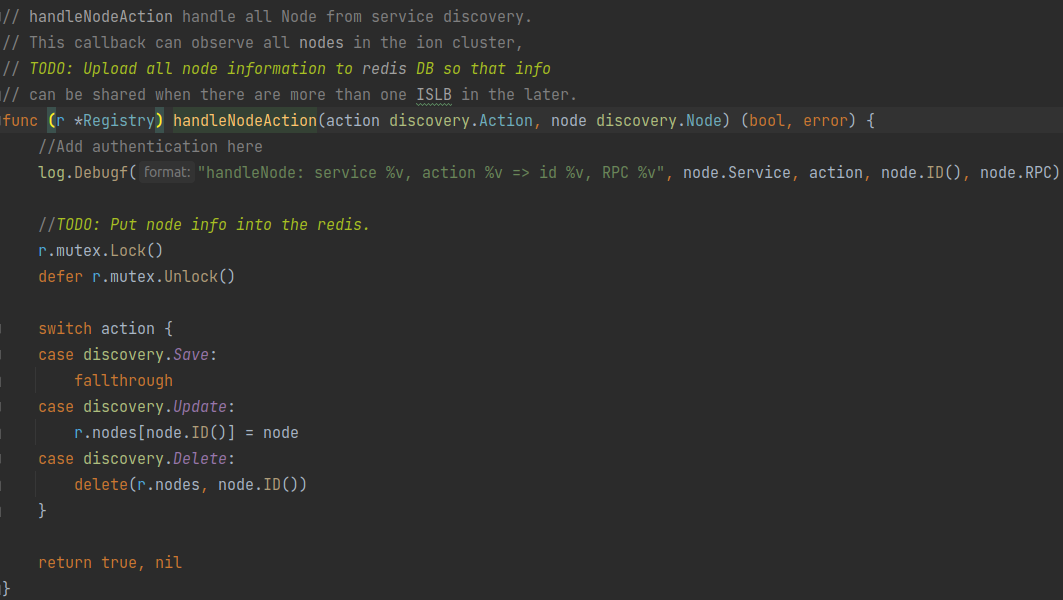 // handleNodeAction handle all Node from service discovery.
// This callback can observe all nodes in the ion cluster,
// TODO: Upload all node information to redis DB so that info
// can be shared when there are more than one ISLB in the later.
func (r *Registry) handleNodeAction(action discovery.Action, node discovery.Node) (bool, error) {
    //Add authentication here
    log.Debugf( format: "handleNode: service %v, action %v => id %v, RPC %v", node.Service, action, node.ID(), node.RPC)

    //TODO: Put node info into the redis.
    r.mutex.Lock()
    defer r.mutex.Unlock()

    switch action {
    case discovery.Save:
        fallthrough
    case discovery.Update:
        r.nodes[node.ID()] = node
    case discovery.Delete:
        delete(r.nodes, node.ID())
    }

    return true, nil
}